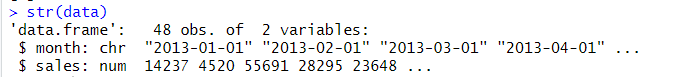 > str(data)
'data.frame':   48 obs. of  2 variables:
 $ month: chr  "2013-01-01" "2013-02-01" "2013-03-01" "2013-04-01" ...
 $ sales: num  14237 4520 55691 28295 23648 ...